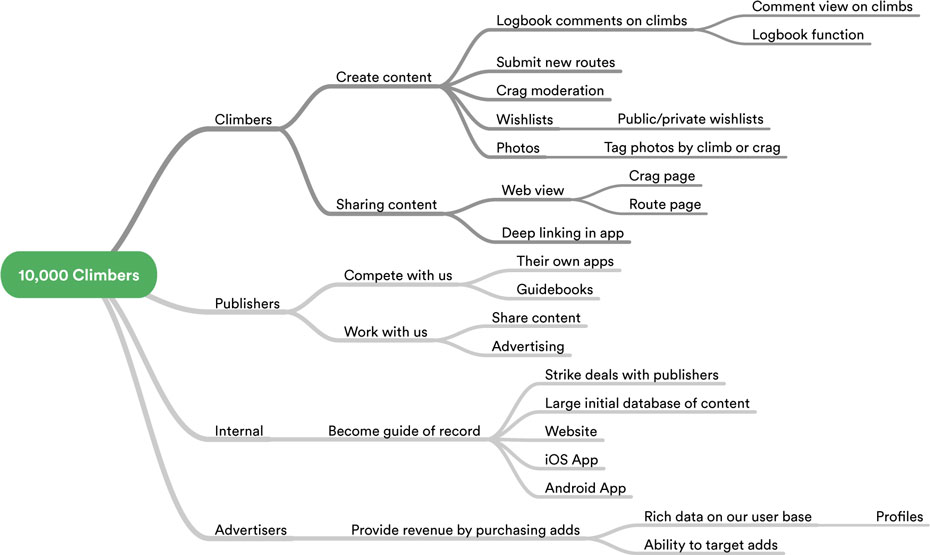 10,000 Climbers
Climbers
Create content
Logbook comments on climbs
Comment view on climbs
Logbook function
Submit new routes
Crag moderation
Wishlists
Public/private wishlists
Photos
Tag photos by climb or crag
Sharing content
Web view
Crag page
Route page
Deep linking in app
Publishers
Compete with us
Their own apps
Guidebooks
Work with us
Share content
Advertising
Internal
Become guide of record
Strike deals with publishers
Large initial database of content
Website
iOS App
Android App
Advertisers
Provide revenue by purchasing adds
Rich data on our user base
Profiles
Ability to target adds